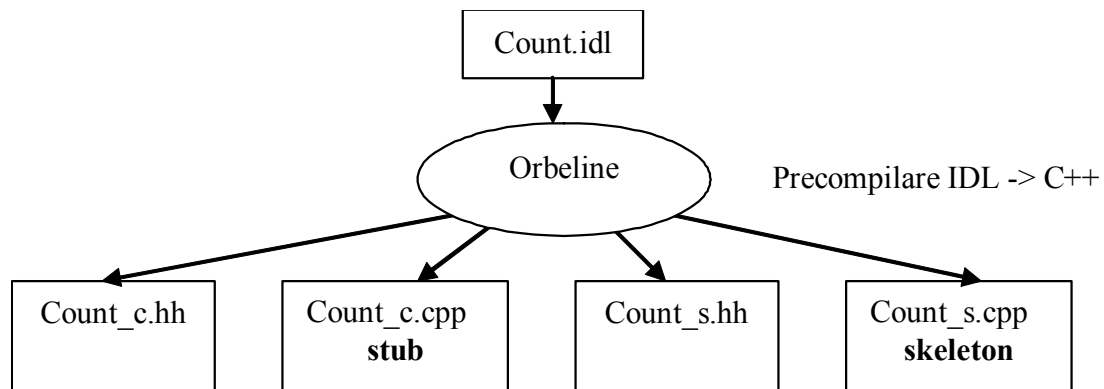 Count.idl
Orbeline
Precompilare IDL -> C++
Count_c.hh
Count_c.cpp
stub
Count_s.hh
Count_s.cpp
skeleton